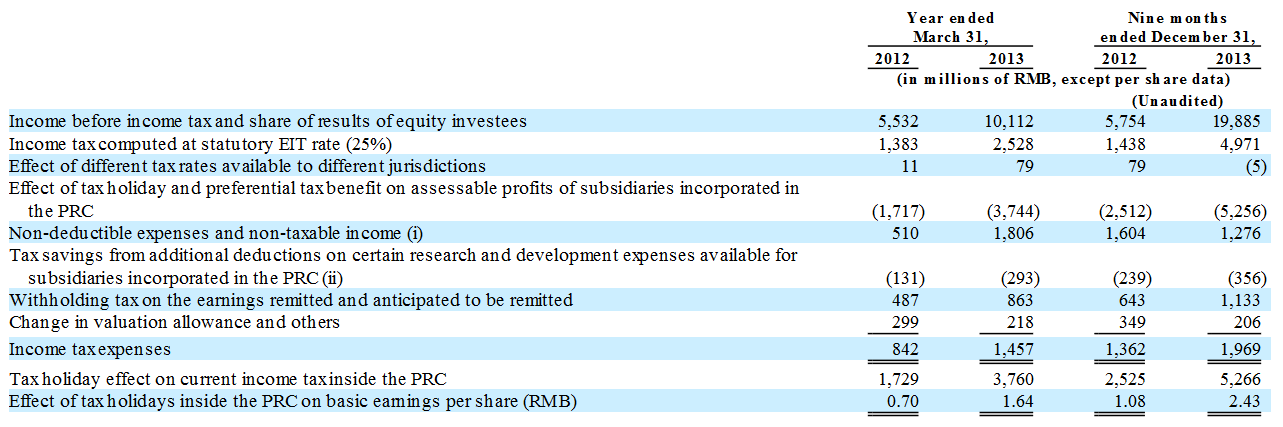 Year ended Nine months
March 31, ended December 31,
2012 2013 2012 2013
(in millions of RMB, except per share data)
(Unaudited)
Income before income tax and share of results of equity investees 5,532 10,112 5,754 19,885
Income tax computed at statutory EIT rate (25%) 1,383 2,528 1,438 4,971
Effect of different tax rates available to different jurisdictions 11 79 79 (5)
Effect of tax holiday and preferential tax benefit on assessable profits of subsidiaries incorporated in
the PRC (1,717) (3,744) (2,512) (5,256)
Non-deductible expenses and non-taxable income (i) 510 1,806 1,604 1,276
Tax savings from additional deductions on certain research and development expenses available for
subsidiaries incorporated in the PRC (ii) (131) (293) (239) (356)
Withholding tax on the earnings remitted and anticipated to be remitted 487 863 643 1,133
Change in valuation allowance and others 299 218 349 206
Income tax expenses 842 1,457 1,362 1,969
Tax holiday effect on current income tax inside the PRC 1,729 3,760 2,525 5,266
Effect of tax holidays inside the PRC on basic earnings per share (RMB) 0.70 1.64 1.08 2.43